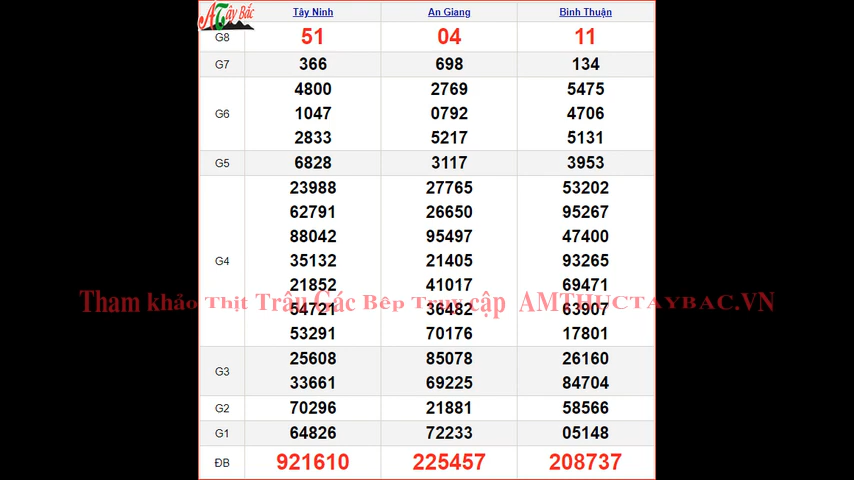 A Tây Bắc
Tây Ninh An Giang Bình Thuận
G8 51 04 11
G7 366 698 134
4800 2769 5475
G6 1047 0792 4706
2833 5217 5131
G5 6828 3117 3953
23988 27765 53202
62791 26650 95267
88042 95497 47400
G4 35132 21405 93265
21852 41017 69471
Tham khảo Thịt Trâu Gác Bếp Truy cập AMTHUCTAYBAC.VN
54721 36482 63907
53291 70176 17801
25608 85078 26160
G3
33661 69225 84704
G2 70296 21881 58566
G1 64826 72233 05148
ĐB 921610 225457 208737